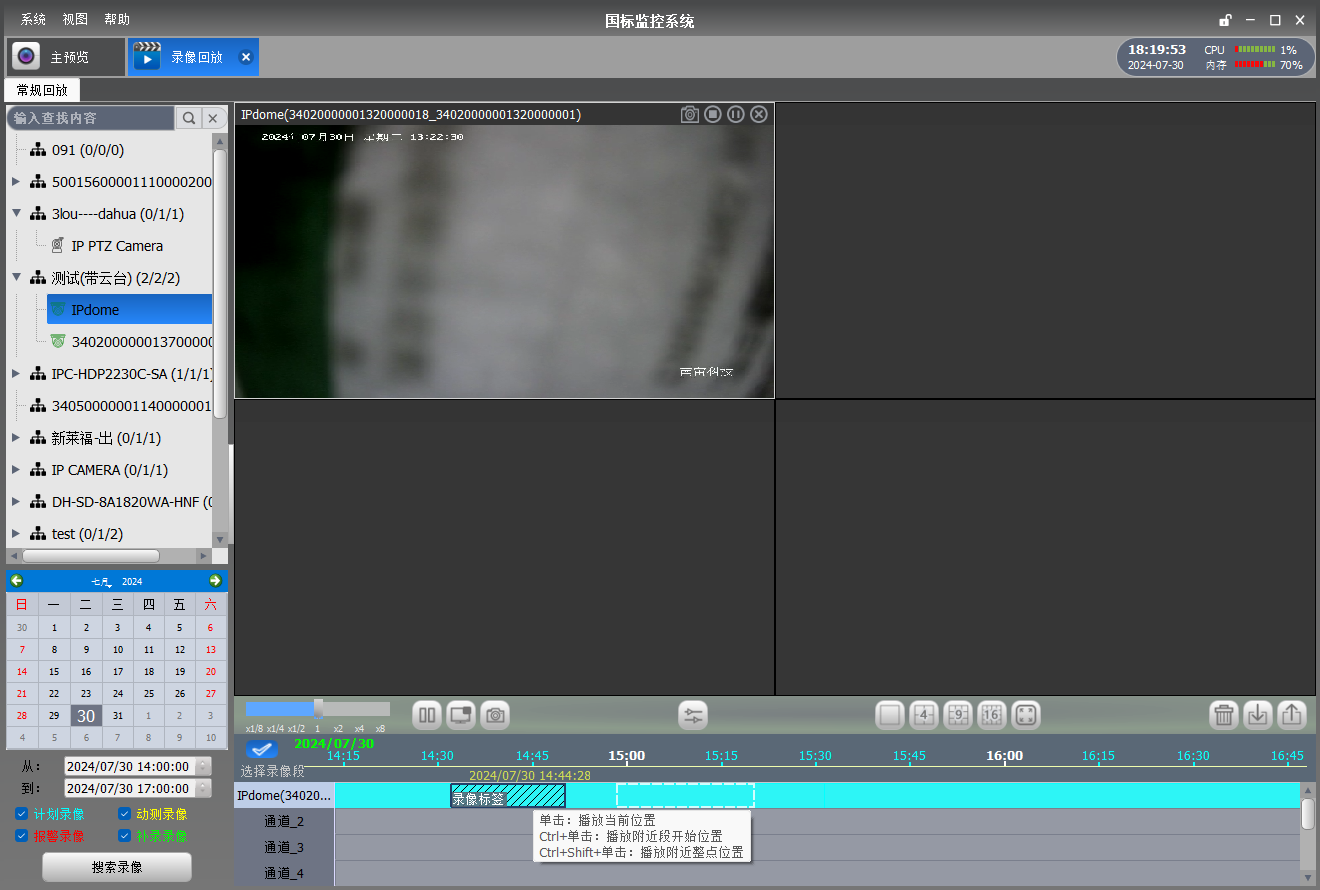 系统 视图 帮助
国标监控系统
主预览
录像回放
18:19:53
2024-07-30
CPU 1%
内存 70%
常规回放
输入查找内容
091 (0/0/0)
50015600001110000200
3lou----dahua (0/1/1)
IP PTZ Camera
测试(带云台) (2/2/2)
IPdome
340200000013700000
IPC-HDP2230C-SA (1/1/1)
34050000001140000001
新莱福-出 (0/1/1)
IP CAMERA (0/1/1)
DH-SD-8A1820WA-HNF (0
test (0/1/2)
IPdome(34020000001320000018_34020000001320000001)
2024年07月30日 星期二 13:22:30
七月, 2024
日 一 二 三 四 五 六
30 1 2 3 4 5 6
7 8 9 10 11 12 13
14 15 16 17 18 19 20
21 22 23 24 25 26 27
28 29 30 31 1 2 3
4 5 6 7 8 9 10
从: 2024/07/30 14:00:00
到: 2024/07/30 17:00:00
计划录像 动测录像
报警录像 补录录像
搜索录像
x1/8 x1/4 x1/2 1 x2 x4 x8
4 9 16
2024/07/30
选择录像段
14:15 14:30 14:45 15:00 15:15 15:30 15:45 16:00 16:15 16:30 16:45
2024/07/30 14:44:28
IPdome(34020...
录像标签
通道_2
通道_3
通道_4
单击: 播放当前位置
Ctrl+单击: 播放附近段开始位置
Ctrl+Shift+单击: 播放附近整点位置